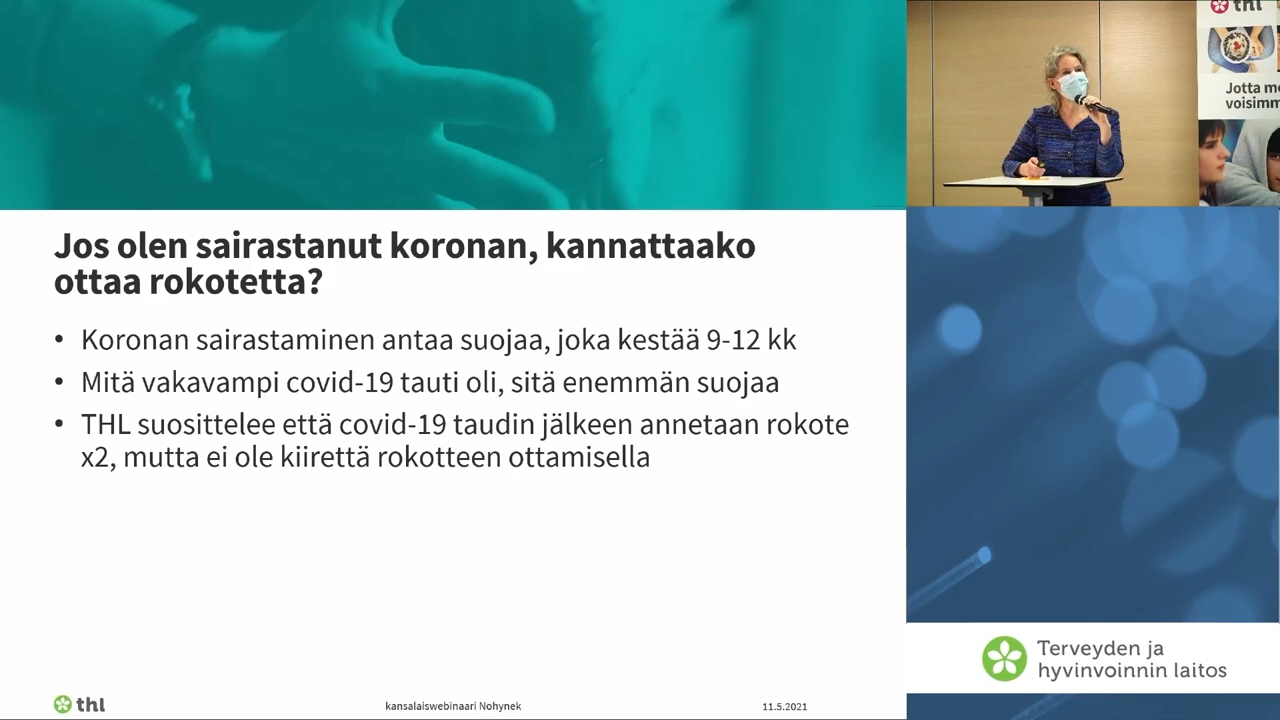 Jos olen sairastanut koronan, kannattaako
ottaa rokotetta?
• Koronan sairastaminen antaa suojaa, joka kestää 9-12 kk
• Mitä vakavampi covid-19 tauti oli, sitä enemmän suojaa
• THL suosittelee että covid-19 taudin jälkeen annetaan rokote
x2, mutta ei ole kiirettä rokotteen ottamisella
thl
kansalaiswebinaari Nohynek
11.5.2021
thl
Jotta
Terveyden ja
hyvinvoinnin laitos